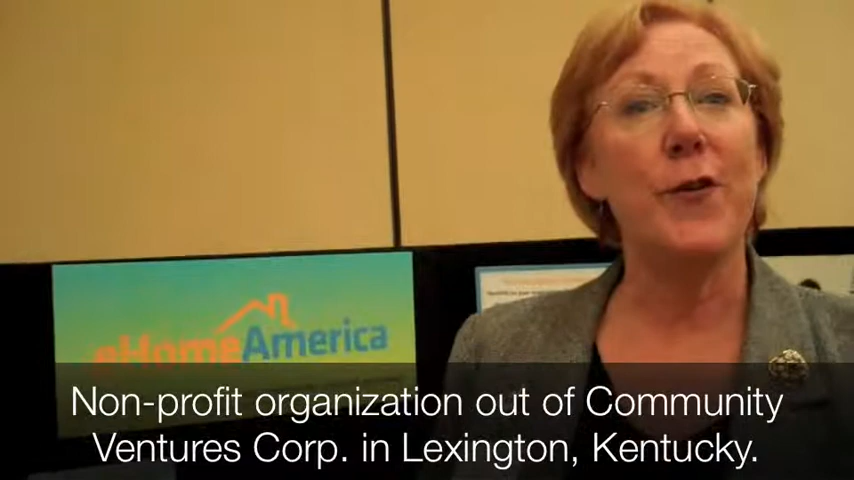 eHomeAmerica
Non-profit organization out of Community
Ventures Corp. in Lexington, Kentucky.